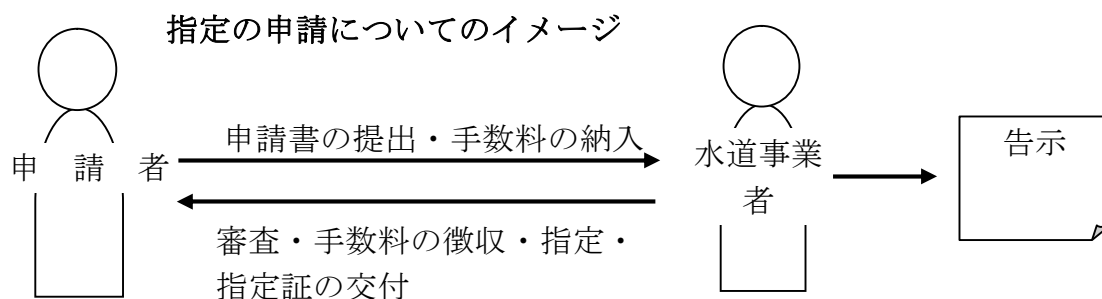 指定の申請についてのイメージ
申請書の提出・手数料の納入
申　請　者
水道事業
者
告示
審査・手数料の徴収・指定・
指定証の交付